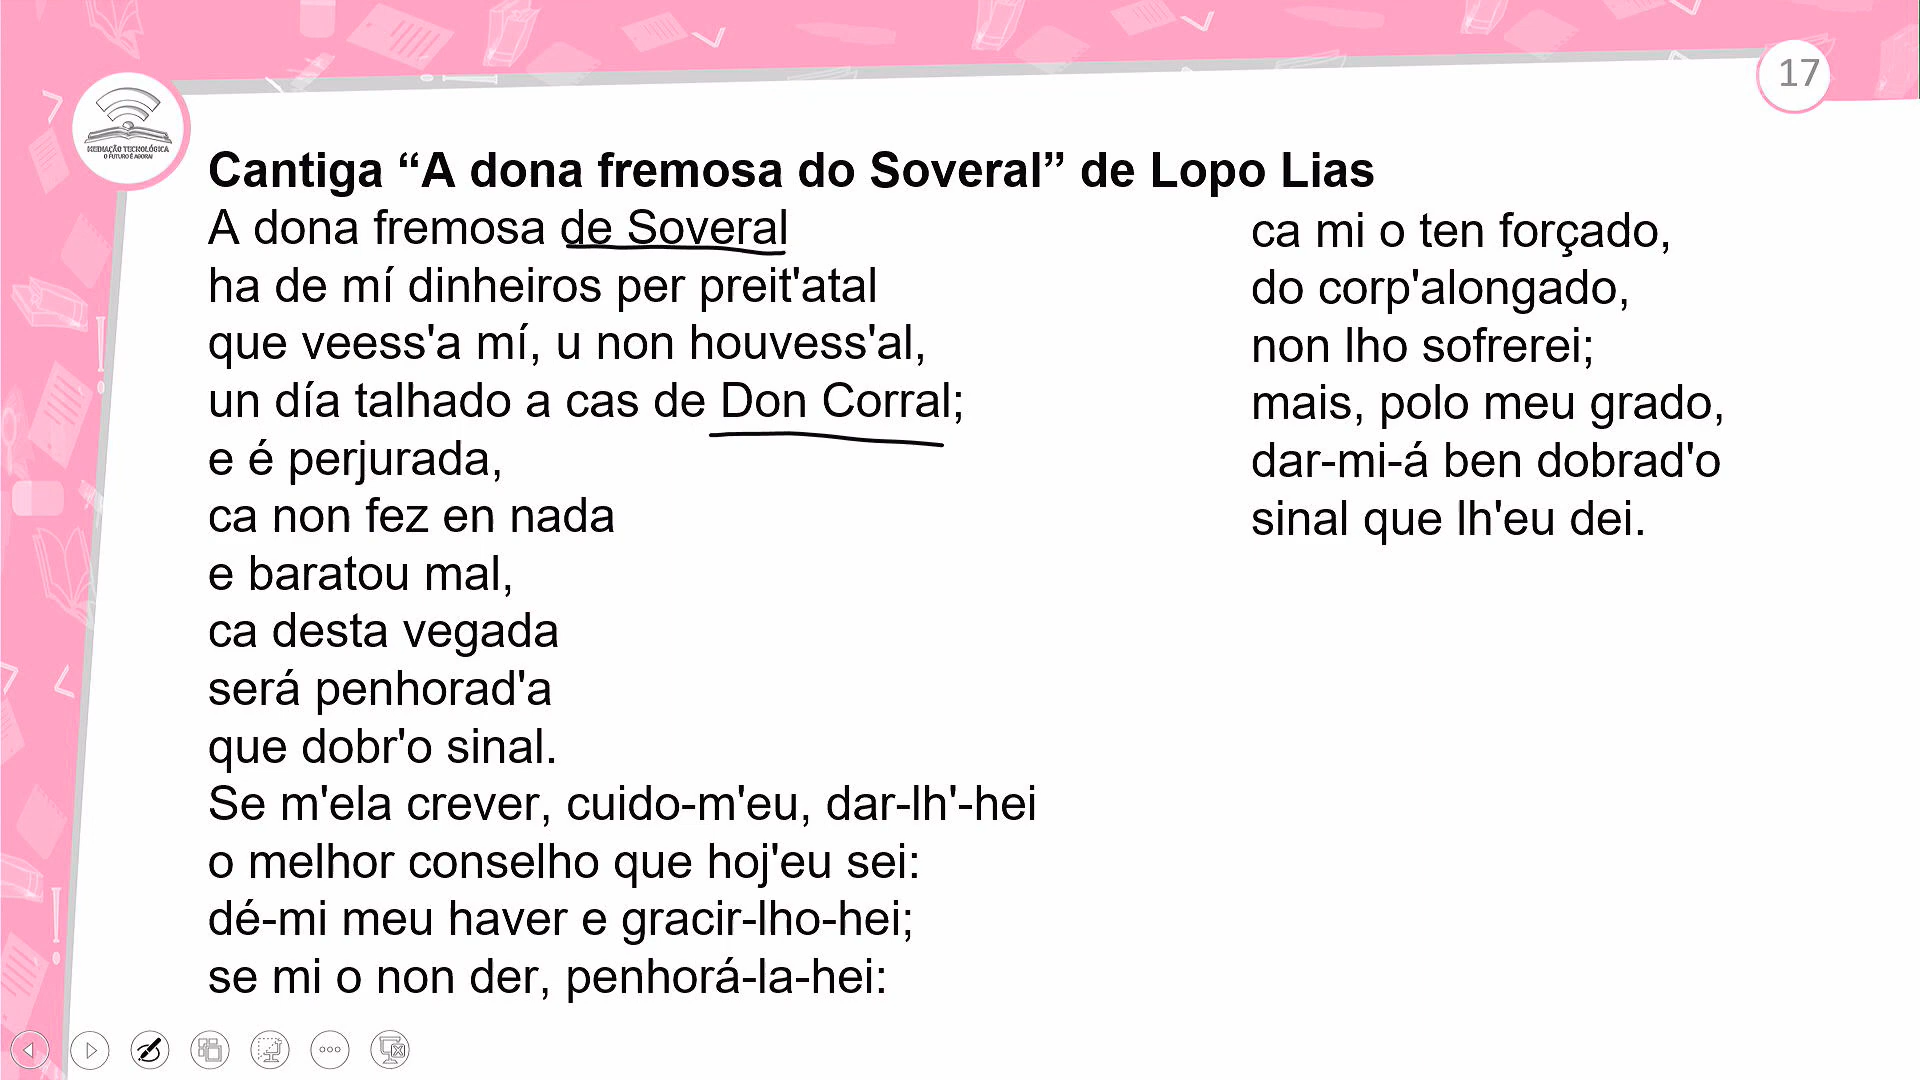 17
MEDIAÇÃO TECNOLÓGICA
O FUTURO É AGORA!
Cantiga “A dona fremosa do Soveral” de Lopo Lias
A dona fremosa de Soveral
ha de mí dinheiros per preit'atal
que veess'a mí, u non houvess'al,
un día talhado a cas de Don Corral;
e é perjurada,
ca non fez en nada
e baratou mal,
ca desta vegada
será penhorad'a
que dobr'o sinal.
Se m'ela crever, cuido-m'eu, dar-lh'-hei
o melhor conselho que hoj'eu sei:
dé-mi meu haver e gracir-lho-hei;
se mi o non der, penhorá-la-hei:
ca mi o ten forçado,
do corp'alongado,
non lho sofrerei;
mais, polo meu grado,
dar-mi-á ben dobrad'o
sinal que lh'eu dei.